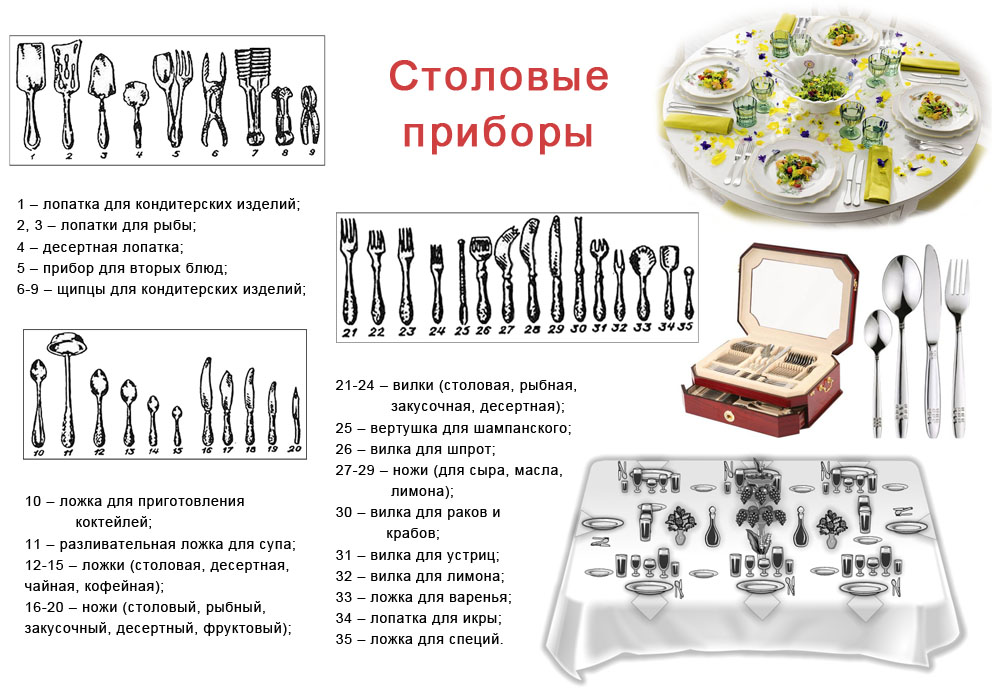 Столовые
приборы
1 2 3 4 5 6 7 8 9
1 – лопатка для кондитерских изделий;
2, 3 – лопатки для рыбы;
4 – десертная лопатка;
5 – прибор для вторых блюд;
6-9 – щипцы для кондитерских изделий;
10 11 12 13 14 15 16 17 18 19 20
10 – ложка для приготовления
коктейлей;
11 – разливательная ложка для супа;
12-15 – ложки (столовая, десертная,
чайная, кофейная);
16-20 – ножи (столовый, рыбный,
закусочный, десертный, фруктовый);
21 22 23 24 25 26 27 28 29 30 31 32 33 34 35
21-24 – вилки (столовая, рыбная,
закусочная, десертная);
25 – вертушка для шампанского;
26 – вилка для шпрот;
27-29 – ножи (для сыра, масла,
лимона);
30 – вилка для раков и
крабов;
31 – вилка для устриц;
32 – вилка для лимона;
33 – ложка для варенья;
34 – лопатка для икры;
35 – ложка для специй.